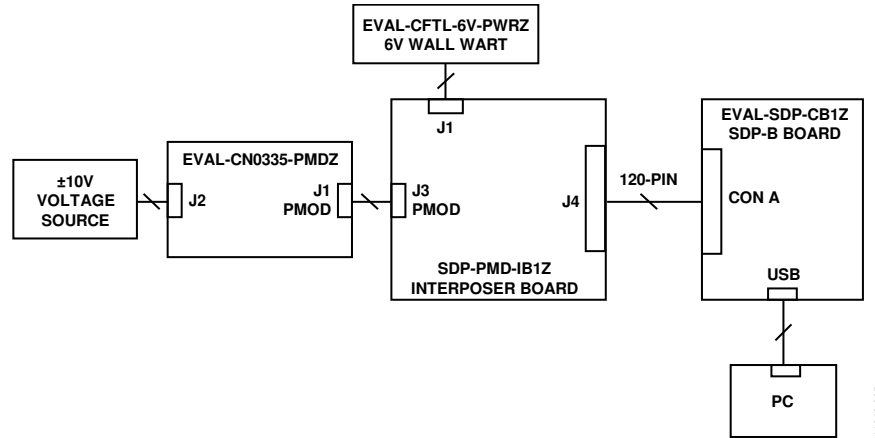 EVAL-CFTL-6V-PWRZ
6V WALL WART
J1
EVAL-SDP-CB1Z
SDP-B BOARD
EVAL-CN0335-PMDZ
±10V
VOLTAGE
SOURCE
J2
J1
PMOD
J3
PMOD
J4
120-PIN
CON A
SDP-PMD-IB1Z
INTERPOSER BOARD
USB
PC